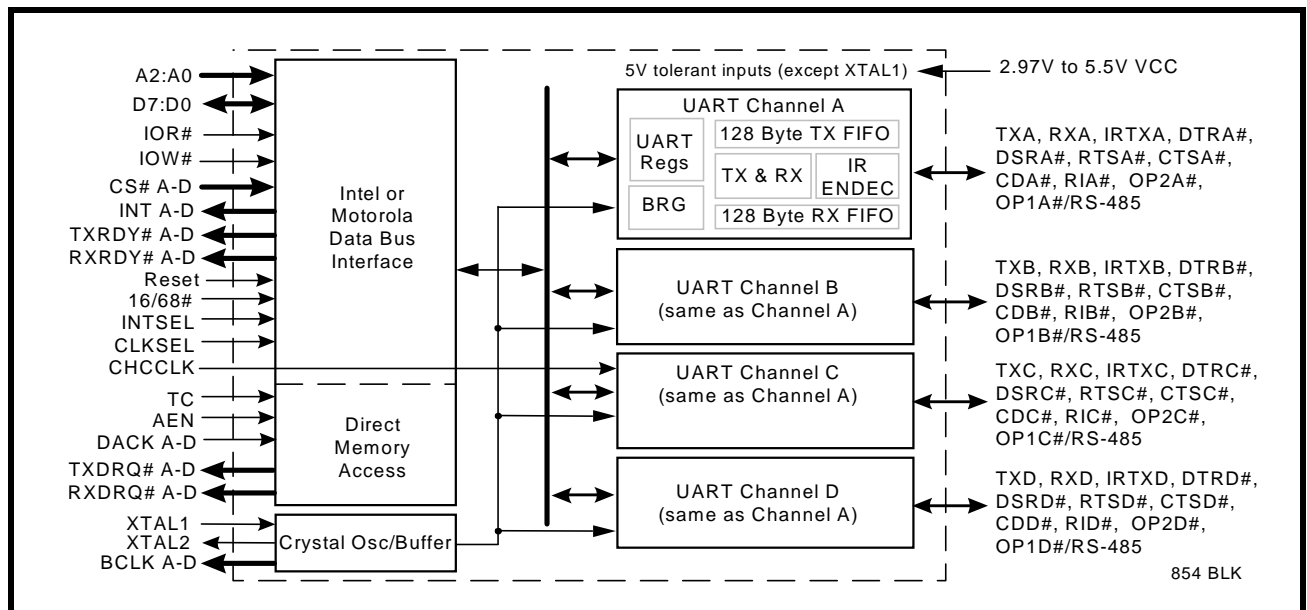 A2:A0
D7:D0
IOR#
IOW#
CS# A-D
INT A-D
TXRDY# A-D
RXRDY# A-D
Reset
16/68#
INTSEL
CLKSEL
CHCCLK
TC
AEN
DACK A-D
TXDRQ# A-D
RXDRQ# A-D
XTAL1
XTAL2
BCLK A-D
Intel or
Motorola
Data Bus
Interface
Direct
Memory
Access
Crystal Osc/Buffer
5V tolerant inputs (except XTAL1)
2.97V to 5.5V VCC
UART Channel A
UART
Regs
BRG
128 Byte TX FIFO
TX & RX
IR
ENDEC
128 Byte RX FIFO
TXA, RXA, IRTXA, DTRA#,
DSRA#, RTSA#, CTSA#,
CDA#, RIA#, OP2A#,
OP1A#/RS-485
UART Channel B
(same as Channel A)
TXB, RXB, IRTXB, DTRB#,
DSRB#, RTSB#, CTSB#,
CDB#, RIB#, OP2B#,
OP1B#/RS-485
UART Channel C
(same as Channel A)
TXC, RXC, IRTXC, DTRC#,
DSRC#, RTSC#, CTSC#,
CDC#, RIC#, OP2C#,
OP1C#/RS-485
UART Channel D
(same as Channel A)
TXD, RXD, IRTXD, DTRD#,
DSRD#, RTSD#, CTSD#,
CDD#, RID#, OP2D#,
OP1D#/RS-485
854 BLK